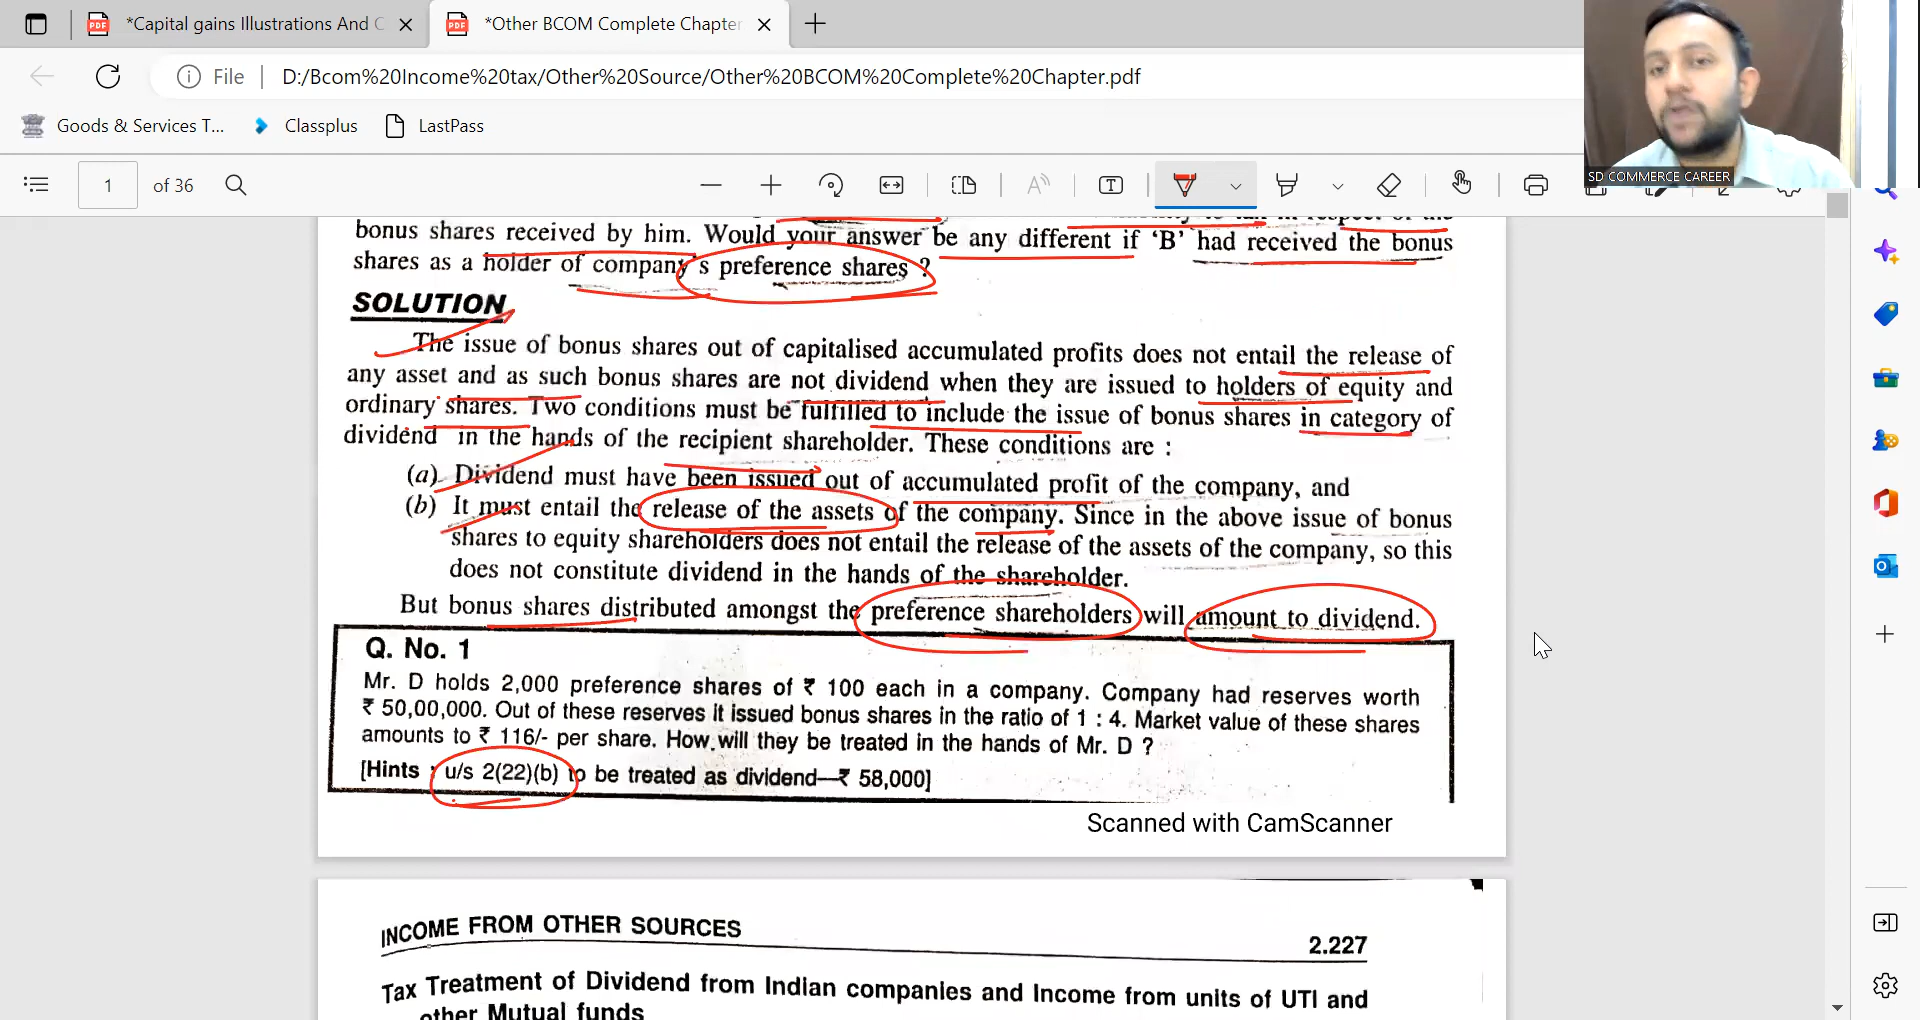 *Capital gains Illustrations And C
*Other BCOM Complete Chapter
File
D:/Bcom%20Income%20tax/Other%20Source/Other%20BCOM%20Complete%20Chapter.pdf
Goods & Services T...
Classplus
LastPass
1 of 36
SD COMMERCE CAREER
in respect of the
bonus shares received by him. Would your answer be any different if ‘B’ had received the bonus
shares as a holder of company's preference shares ?
SOLUTION
The issue of bonus shares out of capitalised accumulated profits does not entail the release of
any asset and as such bonus shares are not dividend when they are issued to holders of equity and
ordinary shares. Two conditions must be fulfilled to include the issue of bonus shares in category of
dividend in the hands of the recipient shareholder. These conditions are :
(a) Dividend must have been issued out of accumulated profit of the company, and
(b) It must entail the release of the assets of the company. Since in the above issue of bonus
shares to equity shareholders does not entail the release of the assets of the company, so this
does not constitute dividend in the hands of the shareholder.
But bonus shares distributed amongst the preference shareholders will amount to dividend.
Q. No. 1
Mr. D holds 2,000 preference shares of ₹ 100 each in a company. Company had reserves worth
₹ 50,00,000. Out of these reserves it issued bonus shares in the ratio of 1 : 4. Market value of these shares
amounts to ₹ 116/- per share. How will they be treated in the hands of Mr. D ?
[Hints : u/s 2(22)(b) to be treated as dividend—₹ 58,000]
Scanned with CamScanner
INCOME FROM OTHER SOURCES
2.227
Tax Treatment of Dividend from Indian companies and Income from units of UTI and
other Mutual funds